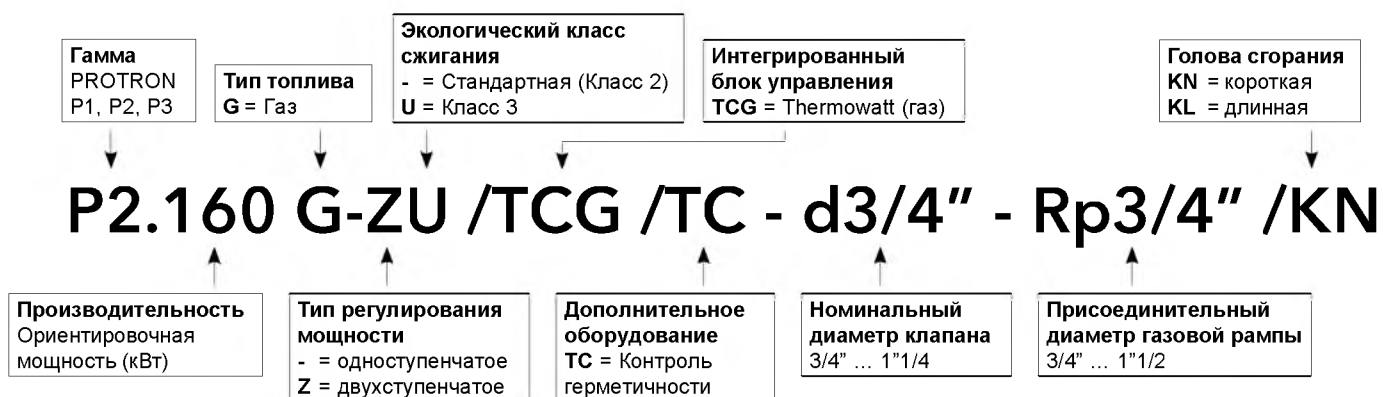 Гамма
PROTRON
P1, P2, P3
Тип топлива
G = Газ
Экологический класс
сжигания
- = Стандартная (Класс 2)
U = Класс 3
Интегрированный
блок управления
TCG = Thermowatt (газ)
Голова сгорания
KN = короткая
KL = длинная
P2.160 G-ZU /TCG /TC - d3/4" - Rp3/4" /KN
Производительность
Ориентировочная
мощность (кВт)
Тип регулирования
мощности
- = одноступенчатое
Z = двухступенчатое
Дополнительное
оборудование
TC = Контроль
герметичности
Номинальный
диаметр клапана
3/4” ... 1”1/4
Присоединительный
диаметр газовой рампы
3/4” ... 1”1/2